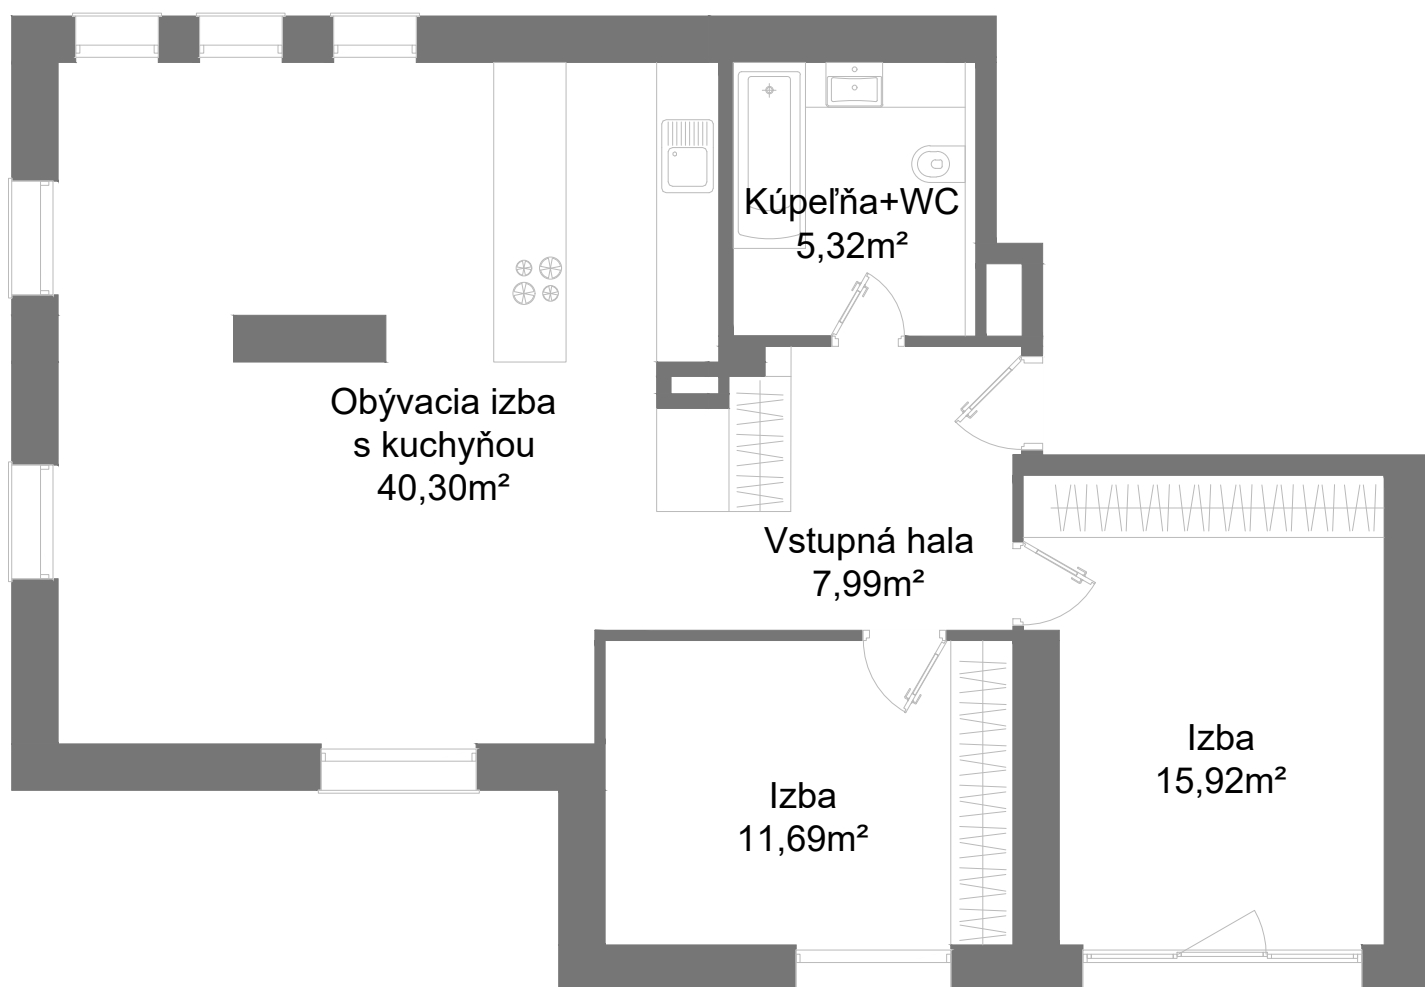 Kúpeľňa+WC
5,32m²
Obývacia izba
s kuchyňou
40,30m²
Vstupná hala
7,99m²
Izba
15,92m²
Izba
11,69m²